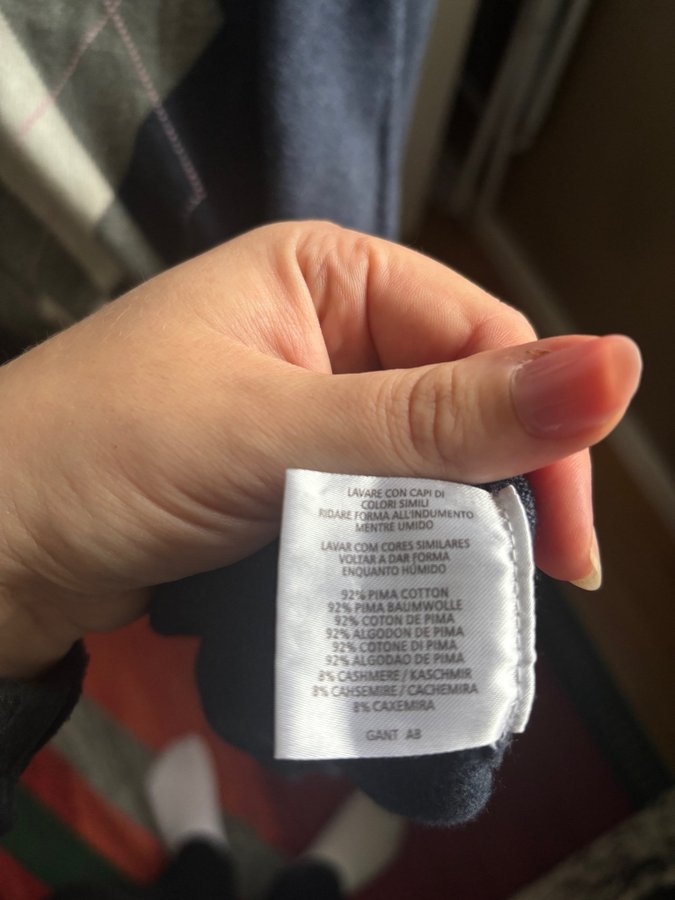 LAVARE CON CAPI DI
COLORI SIMILI
RIDARE FORMA ALL'INDUMENTO
MENTRE UMIDO
LAVAR COM CORES SIMILARES
VOLTAR A DAR FORMA
ENQUANTO HÚMIDO
92% PIMA COTTON
92% PIMA BAUMWOLLE
92% COTON DE PIMA
92% ALGODON DE PIMA
92% COTONE DI PIMA
92% ALGODAO DE PIMA
8% CASHMERE / KASCHMIR
8% CAHSEMIRE / CACHEMIRA
8% CAXEMIRA
GANT AB